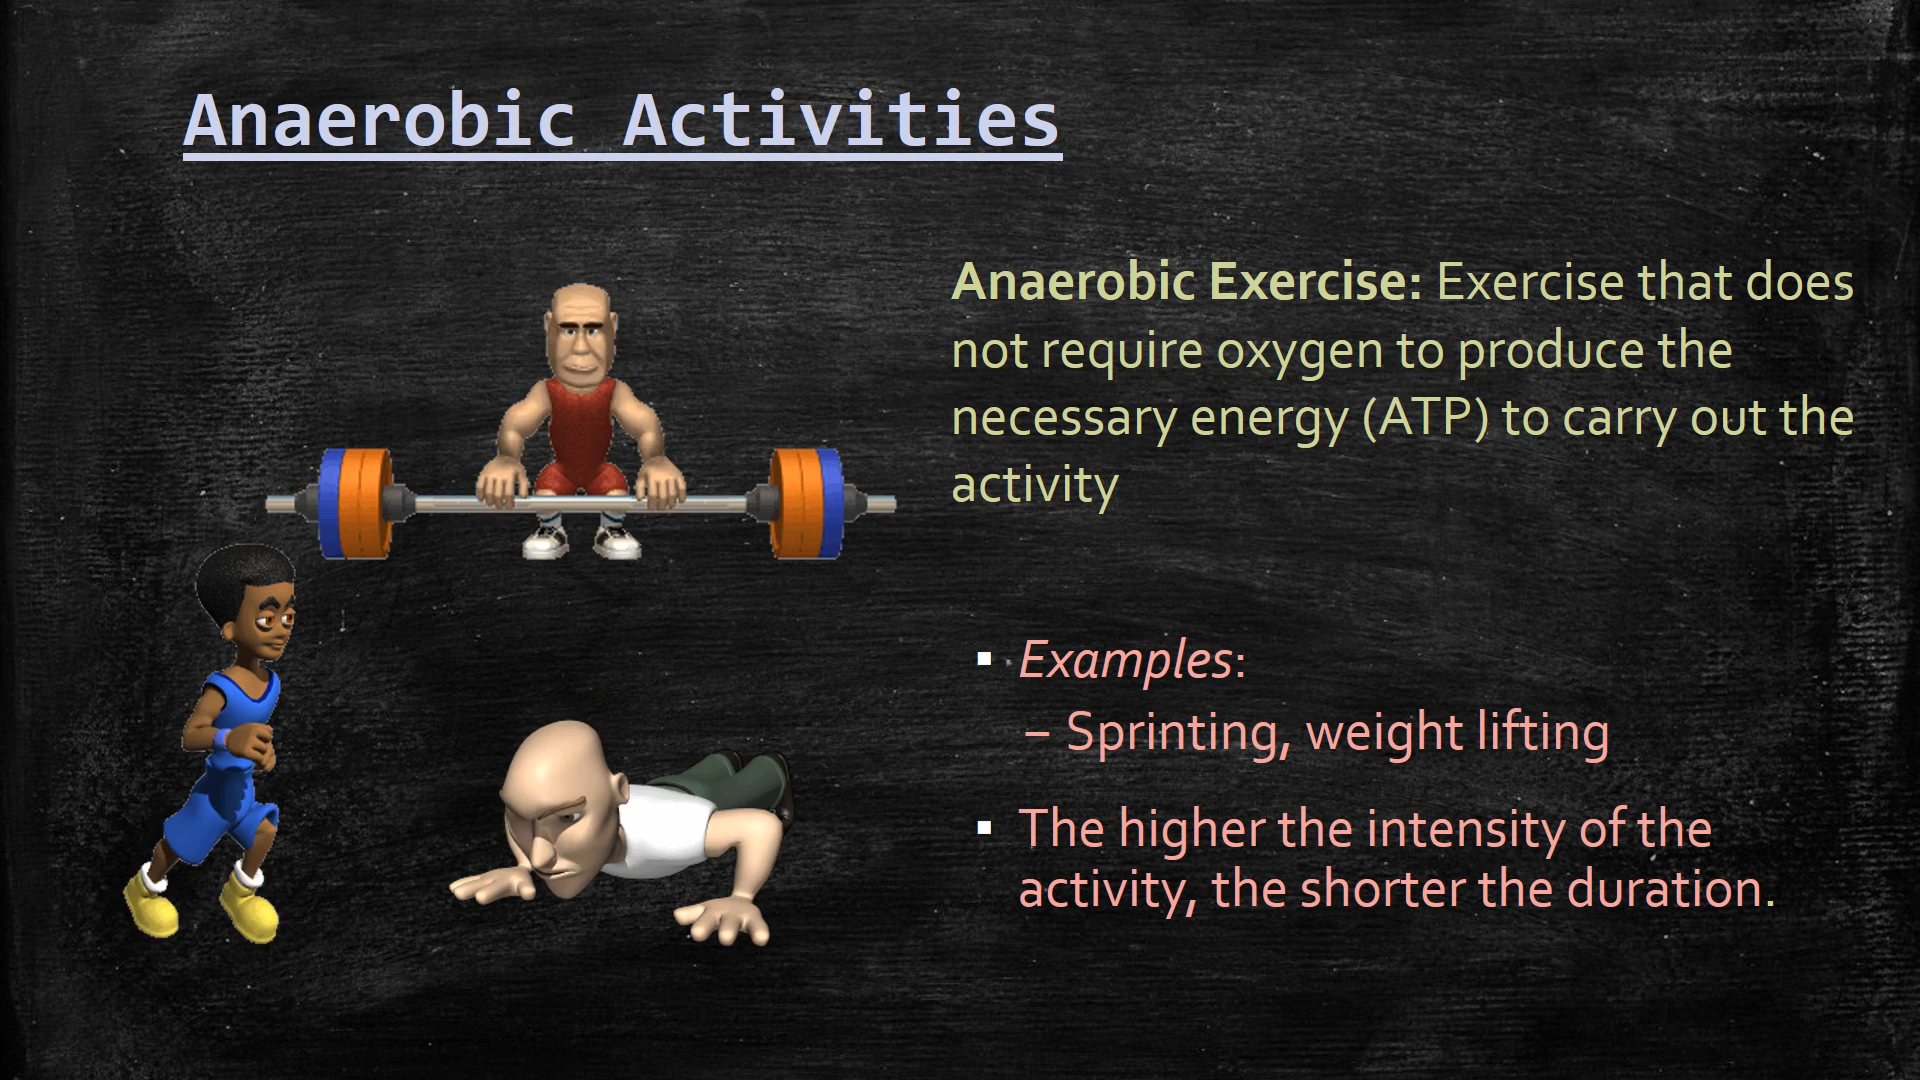 Anaerobic Activities
Anaerobic Exercise: Exercise that does
not require oxygen to produce the
necessary energy (ATP) to carry out the
activity
▪ Examples:
– Sprinting, weight lifting
▪ The higher the intensity of the
activity, the shorter the duration.